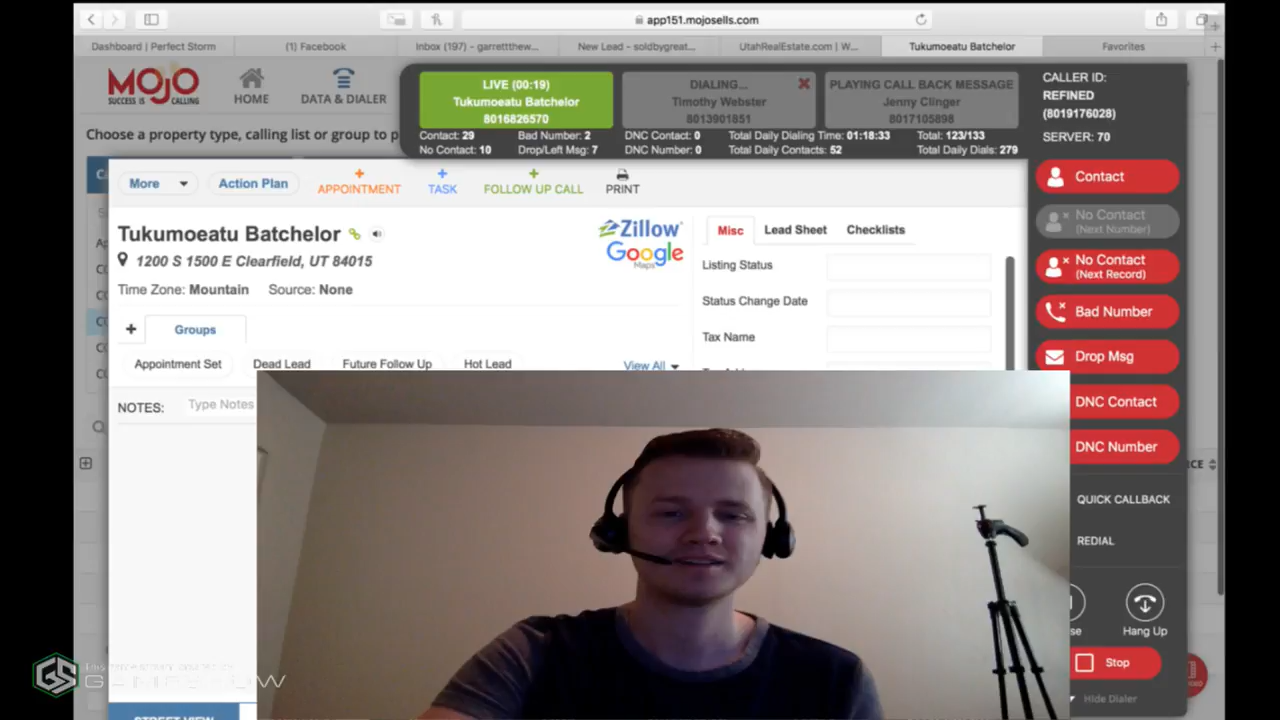 app151.mojosells.com
Dashboard | Perfect Storm
(1) Facebook
Inbox (197) - garrettthew...
New Lead - soldbygreat...
UtahRealEstate.com | W...
Tukumoeatu Batchelor
Favorites
MOJO
SUCCESS IS CALLING
HOME
DATA & DIALER
LIVE (00:19)
Tukumoeatu Batchelor
8016826570
DIALING...
Timothy Webster
8013901851
PLAYING CALL BACK MESSAGE
Jenny Clinger
8017105898
CALLER ID:
REFINED
(8019176028)
SERVER: 70
Contact: 29
Bad Number: 2
DNC Contact: 0
Total Daily Dialing Time: 01:18:33
Total: 123/133
No Contact: 10
Drop/Left Msg: 7
DNC Number: 0
Total Daily Contacts: 52
Total Daily Dials: 279
Choose a property type, calling list or group to p
More
Action Plan
APPOINTMENT
TASK
FOLLOW UP CALL
PRINT
Tukumoeatu Batchelor
1200 S 1500 E Clearfield, UT 84015
Time Zone: Mountain
Source: None
Zillow
Google
Maps
Misc
Lead Sheet
Checklists
Listing Status
Status Change Date
Tax Name
Groups
Appointment Set
Dead Lead
Future Follow Up
Hot Lead
View All
NOTES:
Type Notes
Contact
No Contact
(Next Number)
No Contact
(Next Record)
Bad Number
Drop Msg
DNC Contact
DNC Number
QUICK CALLBACK
REDIAL
se
Hang Up
Stop
Hide Dialer
CE
STREET VIEW
GS